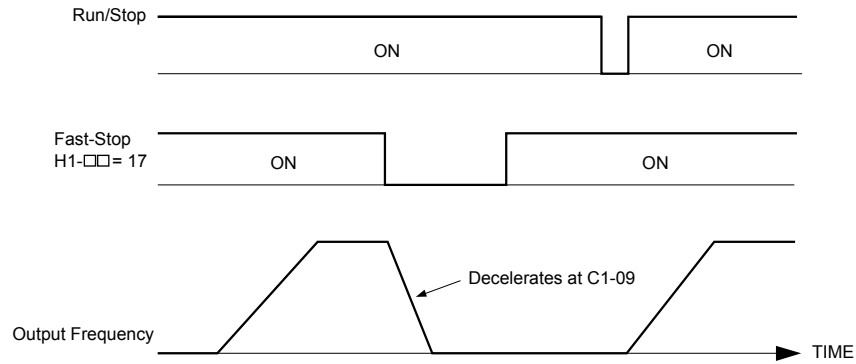 Run/Stop
ON
ON
Fast-Stop
H1-□□= 17
ON
ON
Decelerates at C1-09
Output Frequency
TIME